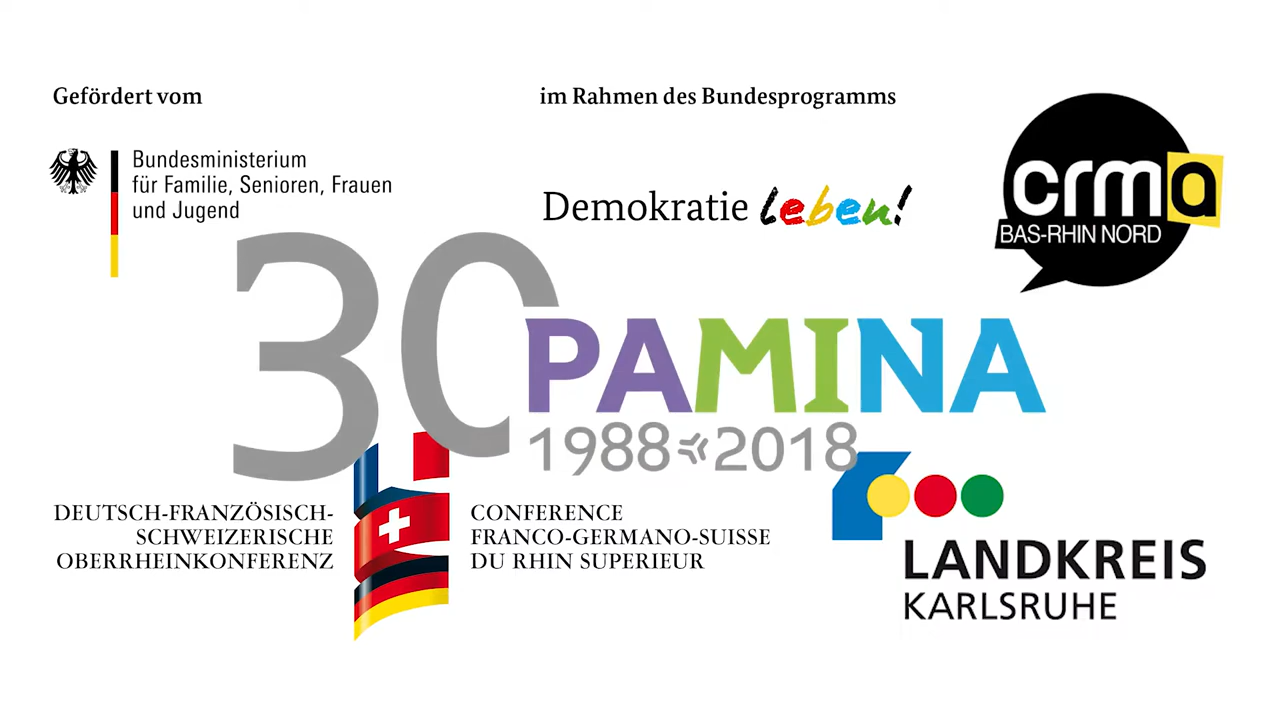 Gefördert vom
im Rahmen des Bundesprogramms
Bundesministerium
für Familie, Senioren, Frauen
und Jugend
Demokratie leben!
crma
BAS-RHIN NORD
30
PAMINA
1988 2018
DEUTSCH-FRANZÖSISCH-
SCHWEIZERISCHE
OBERRHEINKONFERENZ
CONFERENCE
FRANCO-GERMANO-SUISSE
DU RHIN SUPERIEUR
LANDKREIS
KARLSRUHE